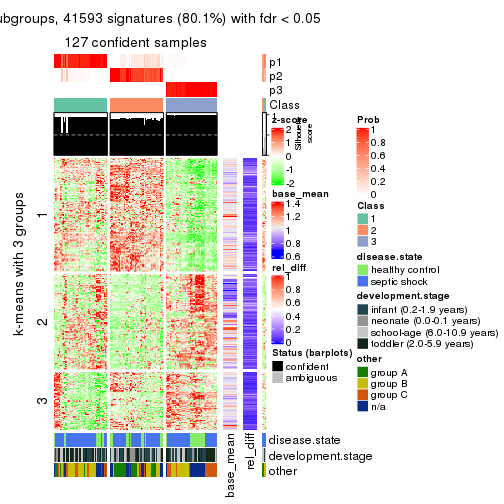 ubgroups, 41593 signatures (80.1%) with fdr < 0.05
127 confident samples
p1
p2
p3
Class
1
Silhouette score
k-means with 3 groups
1
2
3
base_mean
rel_diff
disease.state
development.stage
other
z-score
2
1
0
-1
-2
base_mean
1.4
1.2
1
0.8
0.6
rel_diff
1
0.8
0.6
0.4
0.2
0
Status (barplots)
confident
ambiguous
Prob
1
0.8
0.6
0.4
0.2
0
Class
1
2
3
disease.state
healthy control
septic shock
development.stage
infant (0.2-1.9 years)
neonate (0.0-0.1 years)
school-age (6.0-10.9 years)
toddler (2.0-5.9 years)
other
group A
group B
group C
n/a